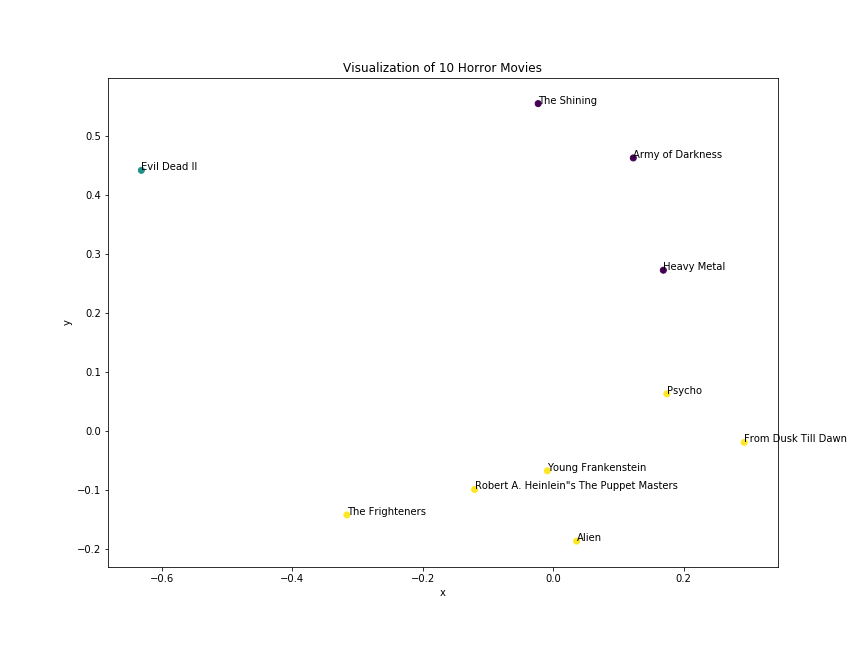 Visualization of 10 Horror Movies
The Shining
Army of Darkness
Evil Dead II
Heavy Metal
Psycho
From Dusk Till Dawn
Young Frankenstein
Robert A. Heinlein"s The Puppet Masters
The Frighteners
Alien
y
0.5
0.4
0.3
0.2
0.1
0.0
−0.1
−0.2
−0.6
−0.4
−0.2
0.0
0.2
x